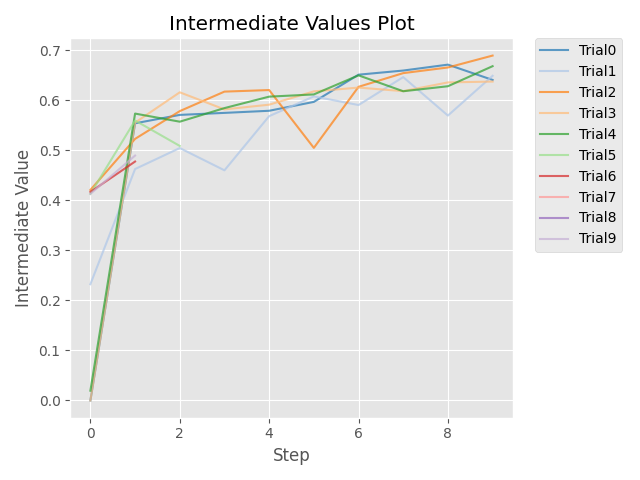 Intermediate Values Plot
0.7
0.6
0.5
0.4
0.3
0.2
0.1
0.0
Intermediate Value
0
2
4
6
8
Step
Trial0
Trial1
Trial2
Trial3
Trial4
Trial5
Trial6
Trial7
Trial8
Trial9